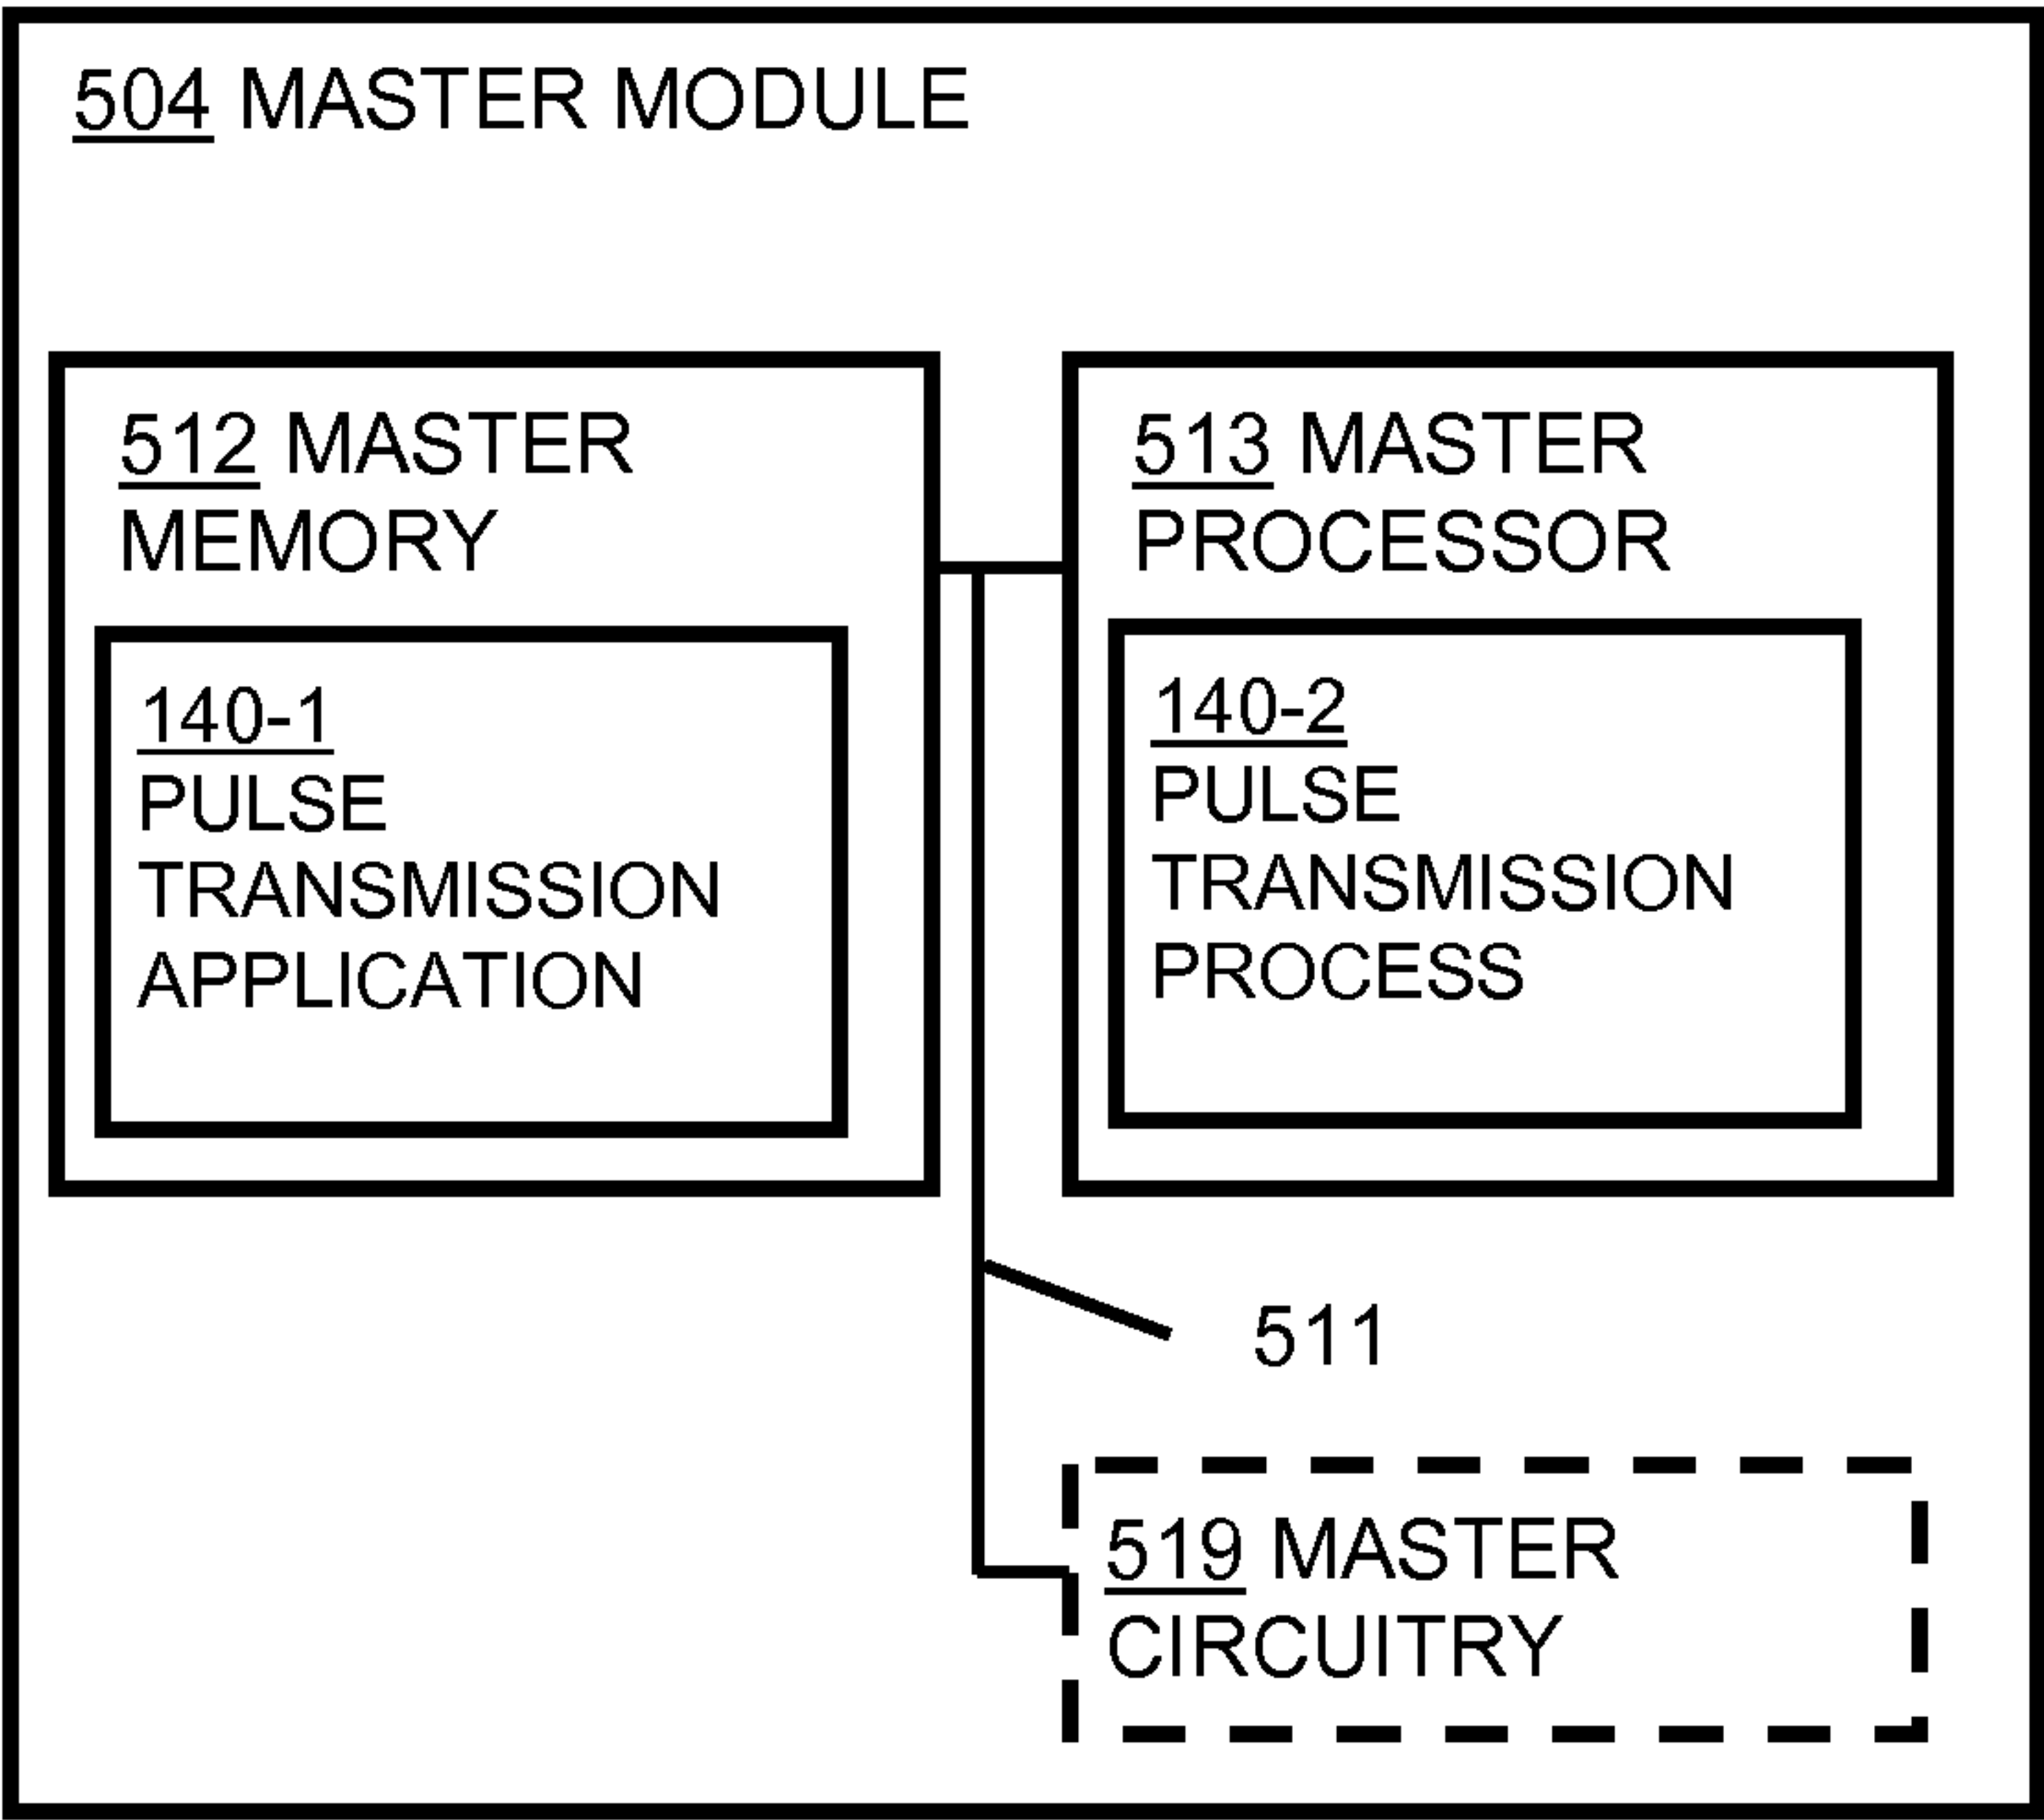 504 MASTER MODULE
512 MASTER
MEMORY
140-1
PULSE
TRANSMISSION
APPLICATION
513 MASTER
PROCESSOR
140-2
PULSE
TRANSMISSION
PROCESS
511
519 MASTER
CIRCUITRY